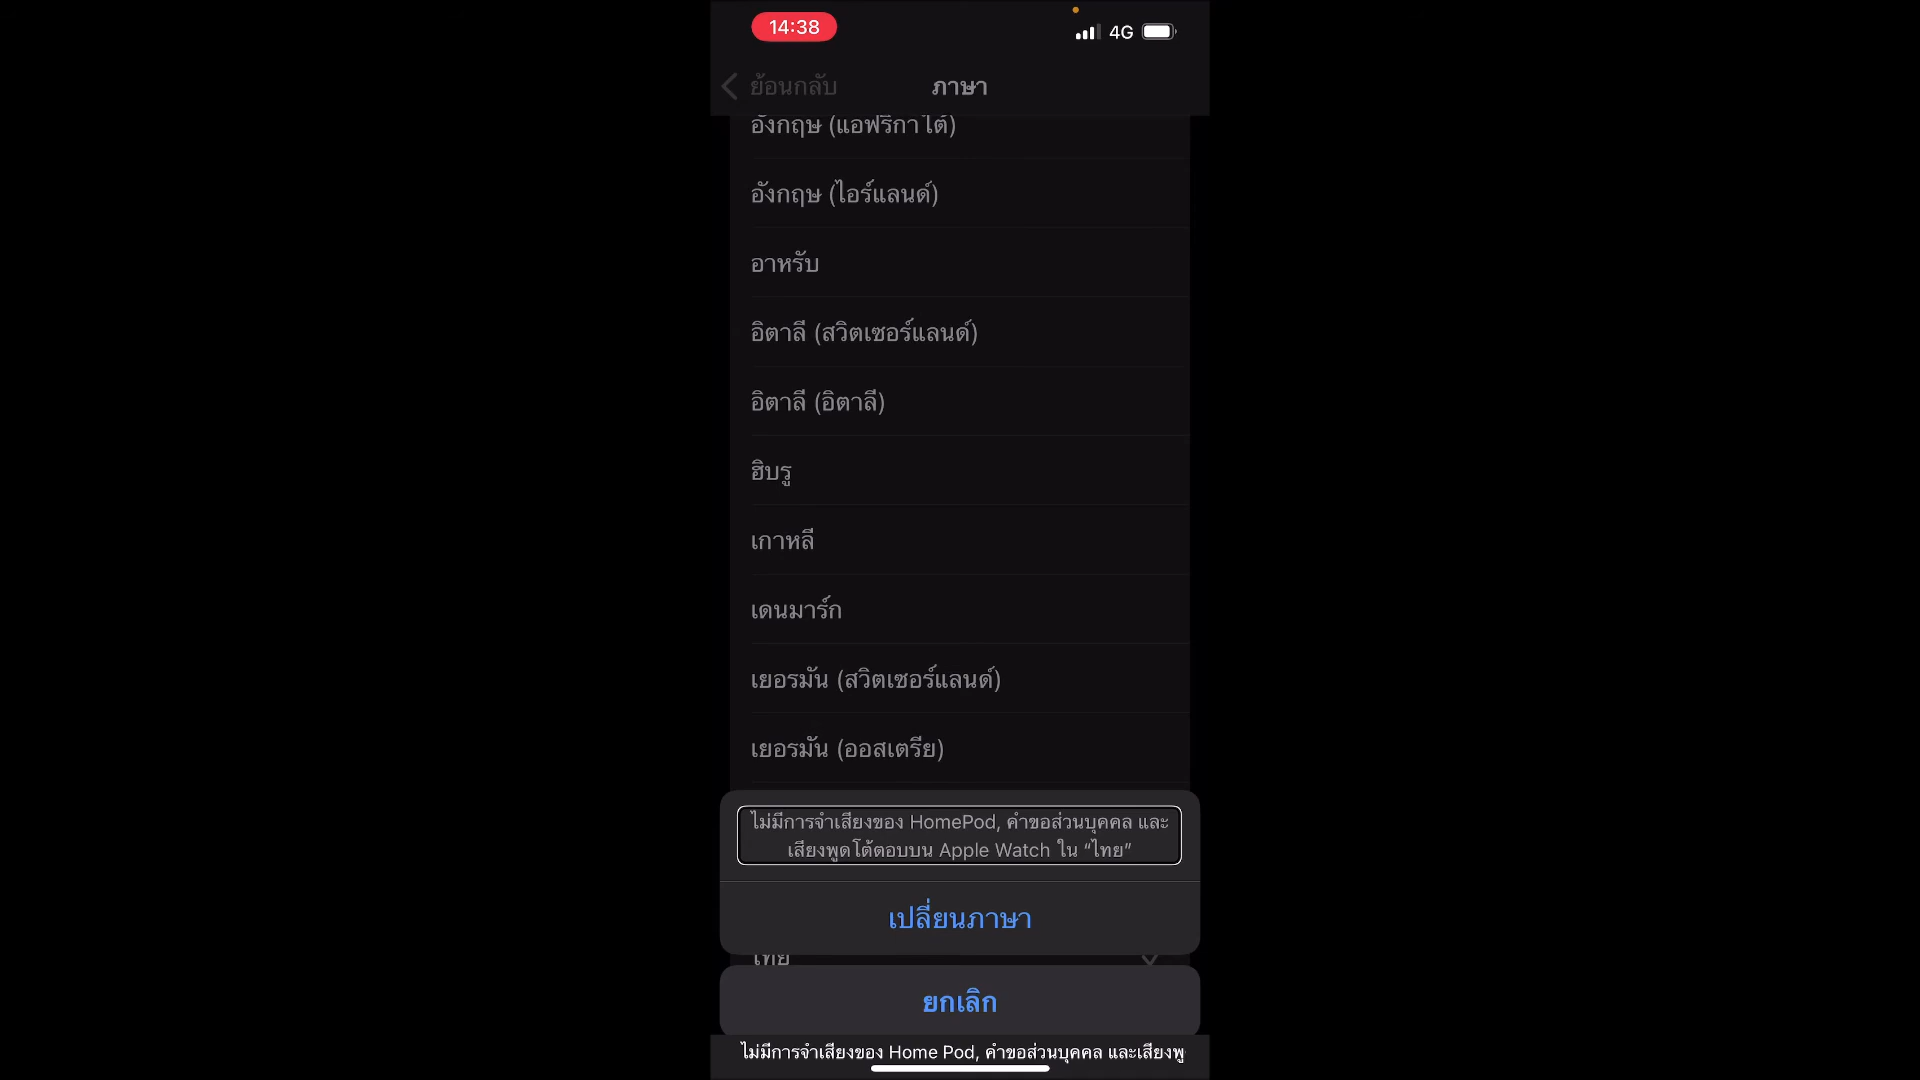 14:38
4G
ย้อนกลับ
ภาษา
อังกฤษ (แอฟริกาใต้)
อังกฤษ (ไอร์แลนด์)
อาหรับ
อิตาลี (สวิตเซอร์แลนด์)
อิตาลี (อิตาลี)
ฮิบรู
เกาหลี
เดนมาร์ก
เยอรมัน (สวิตเซอร์แลนด์)
เยอรมัน (ออสเตรีย)
ไม่มีการจำเสียงของ HomePod, คำขอส่วนบุคคล และ
เสียงพูดโต้ตอบบน Apple Watch ใน “ไทย”
เปลี่ยนภาษา
ไทย
ยกเลิก
ไม่มีการจำเสียงของ Home Pod, คำขอส่วนบุคคล และเสียงพู